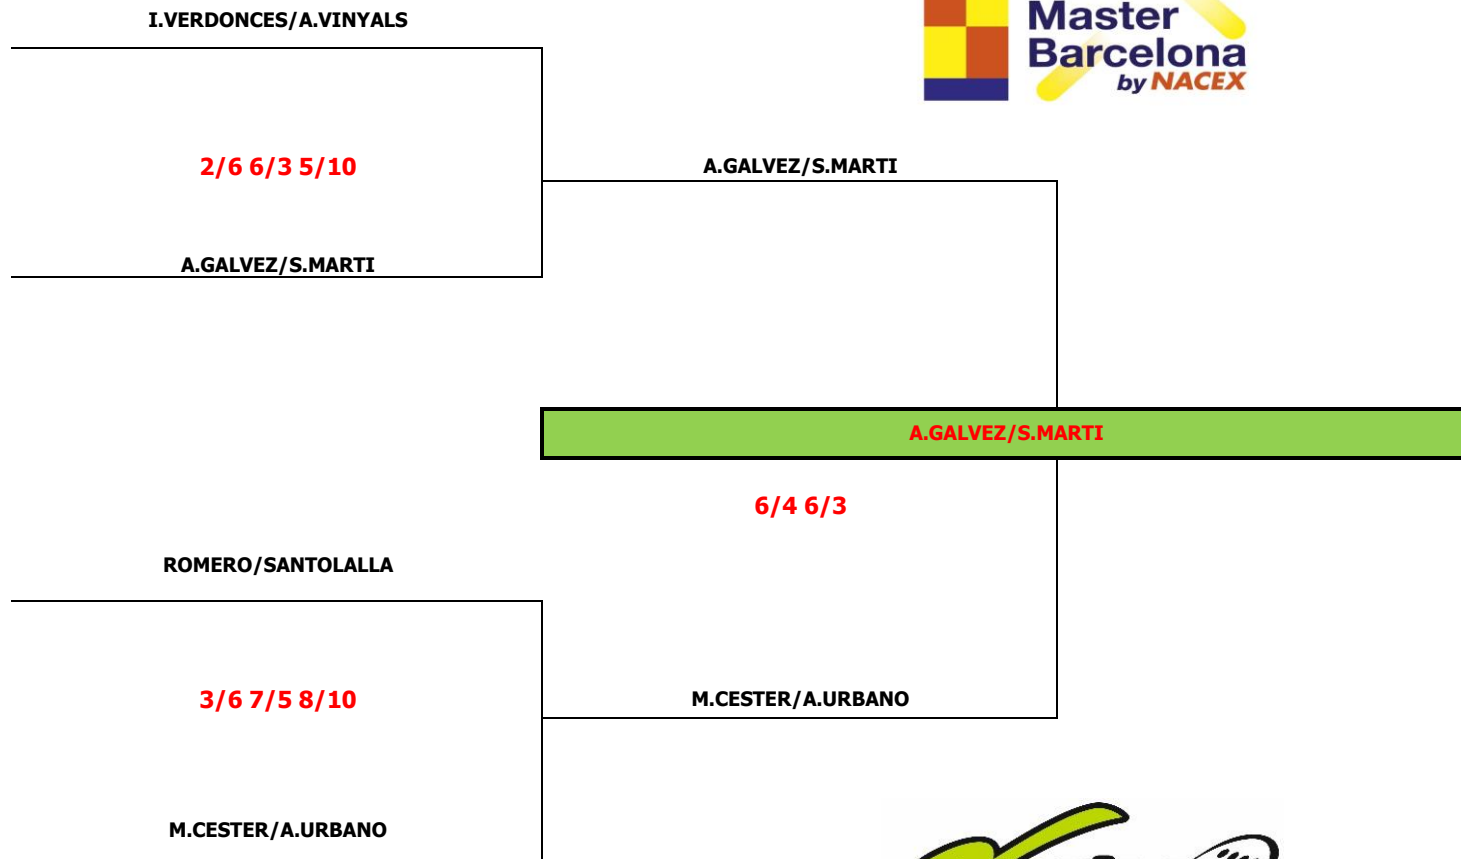 I.VERDONCES/A.VINYALS
Master
Barcelona
by NACEX
2/6 6/3 5/10
A.GALVEZ/S.MARTI
A.GALVEZ/S.MARTI
A.GALVEZ/S.MARTI
6/4 6/3
ROMERO/SANTOLALLA
3/6 7/5 8/10
M.CESTER/A.URBANO
M.CESTER/A.URBANO